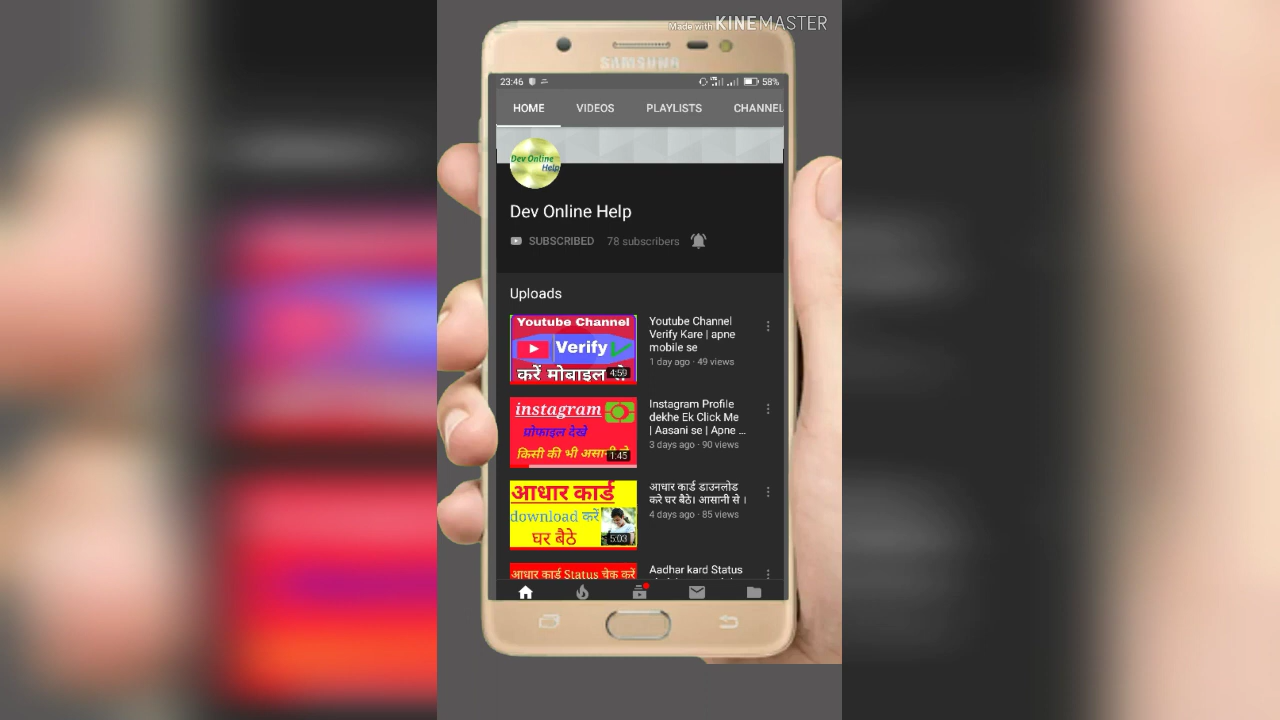 Made with KINEMASTER
SAMSUNG
23:46 58%
HOME VIDEOS PLAYLISTS CHANNEL
Dev Online
Help
Dev Online Help
SUBSCRIBED 78 subscribers
Uploads
Youtube Channel
Verify
करें मोबाइल से
4:59
Youtube Channel
Verify Kare | apne
mobile se
1 day ago · 49 views
instagram
प्रोफाइल देखे
किसी की भी असानी से
1:45
Instagram Profile
dekhe Ek Click Me
| Aasani se | Apne ...
3 days ago · 90 views
आधार कार्ड
download करें
घर बैठे
5:03
आधार कार्ड डाउनलोड
करे घर बैठे। आसानी से ।
4 days ago · 85 views
आधार कार्ड Status चेक करें
Aadhar kard Status